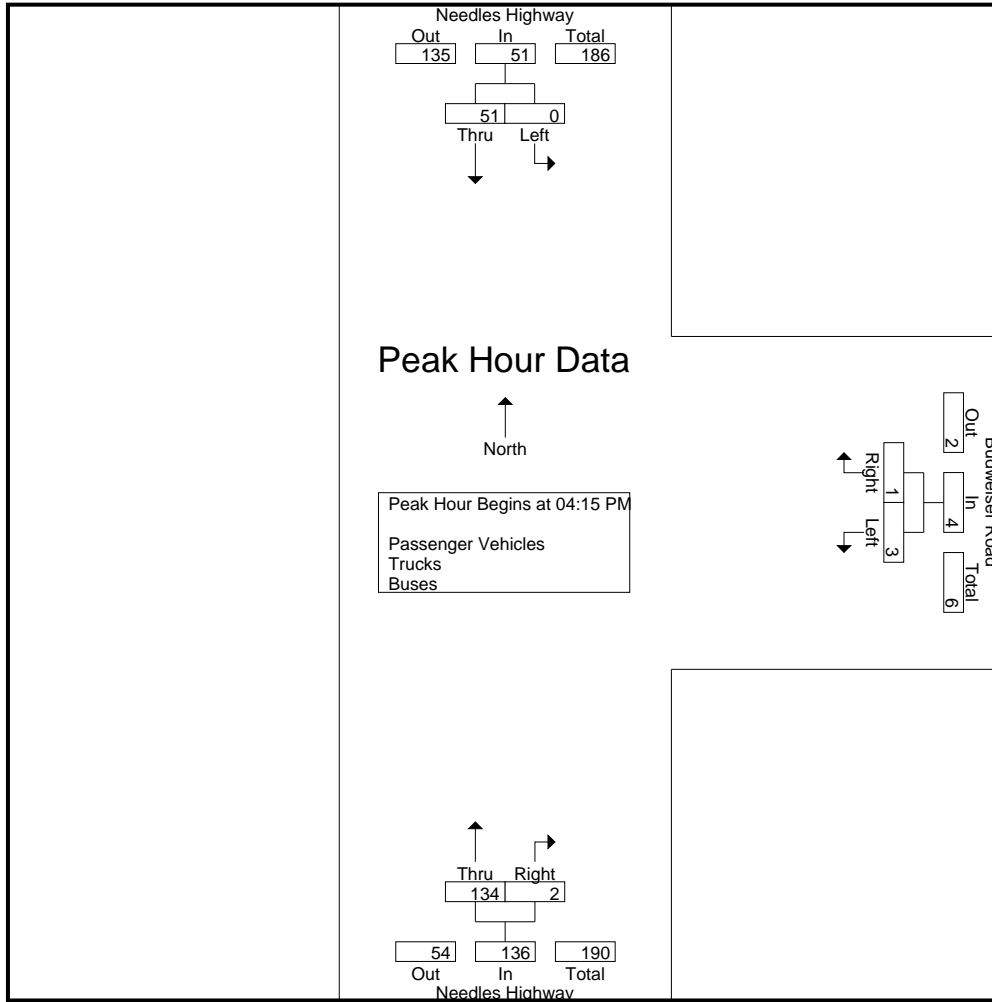 Needles Highway
Out In Total
135 51 186
51 0
Thru Left
Peak Hour Data
North
Peak Hour Begins at 04:15 PM
Passenger Vehicles
Trucks
Buses
Right Left
1 3
Out In Total
2 4 6
Budweiser Road
Thru Right
134 2
54 136 190
Out In Total
Needles Highway